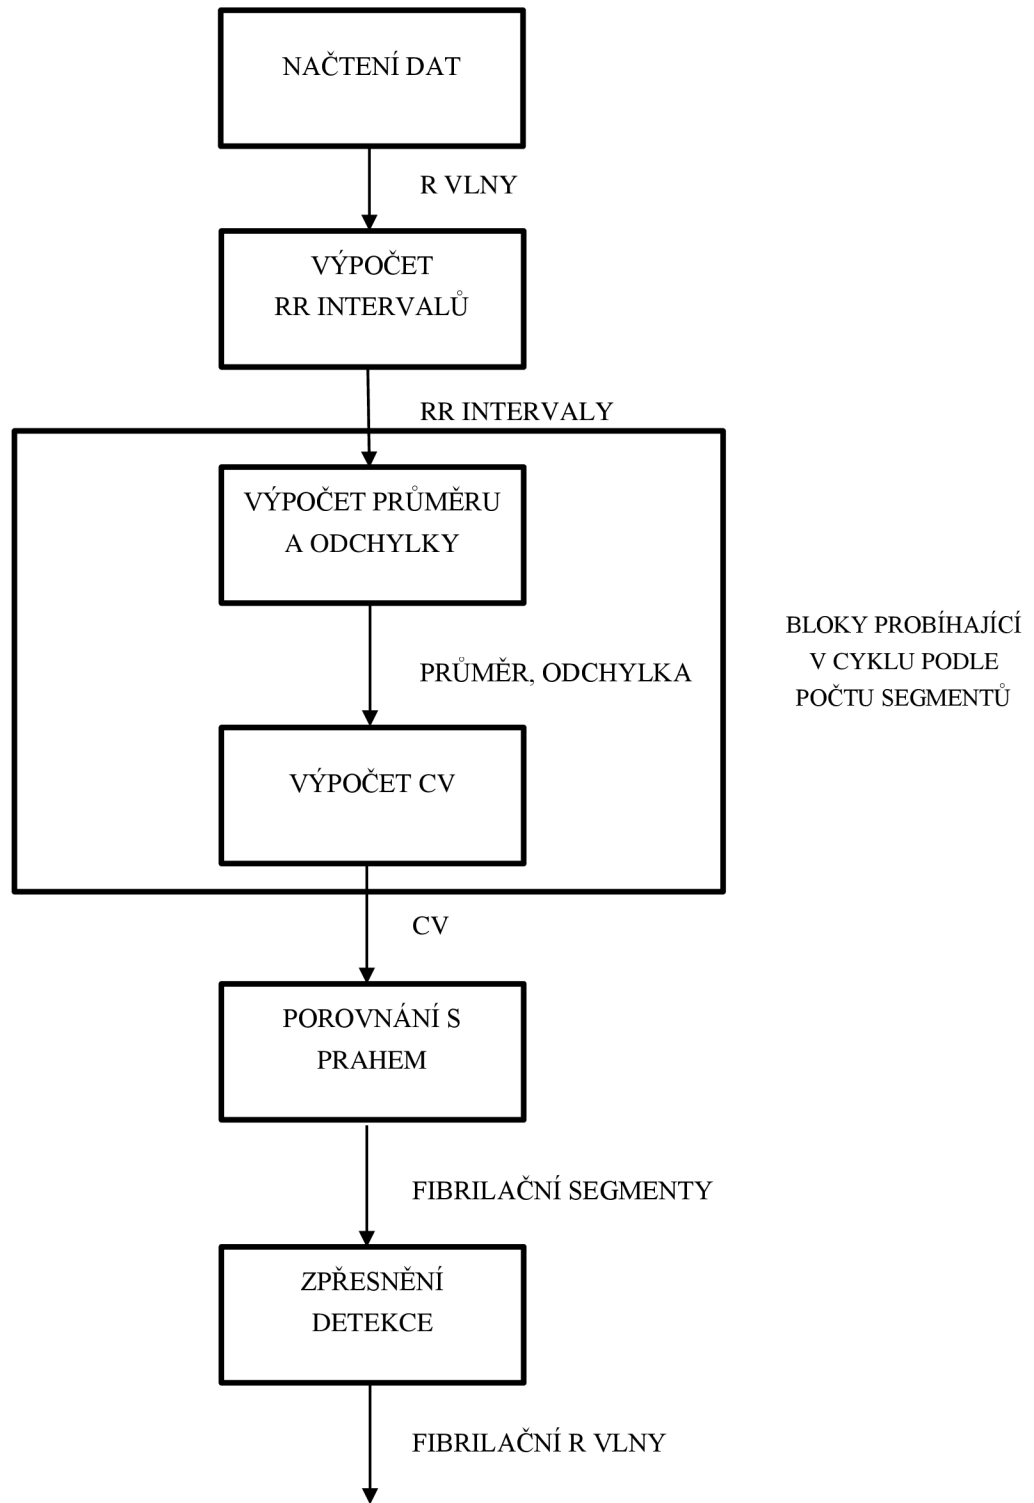 NAČTENÍ DAT
R VLNY
VÝPOČET
RR INTERVALŮ
RR INTERVALY
VÝPOČET PRŮMĚRU
A ODCHYLKY
PRŮMĚR, ODCHYLKA
BLOKY PROBÍHAJÍCÍ
V CYKLU PODLE
POČTU SEGMENTŮ
VÝPOČET CV
CV
POROVNÁNÍ S
PRAHEM
FIBRILAČNÍ SEGMENTY
ZPŘESNĚNÍ
DETEKCE
FIBRILAČNÍ R VLNY